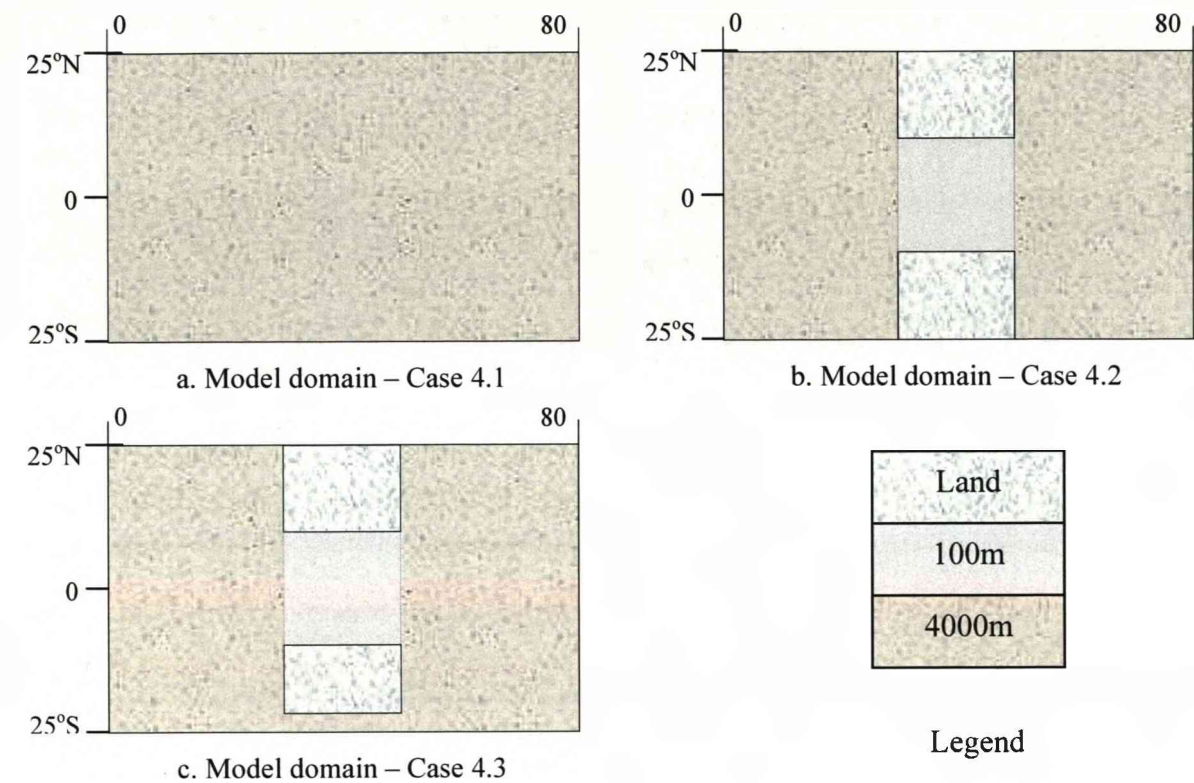 0 80
25°N
0
25°S
a. Model domain – Case 4.1
0 80
25°N
0
25°S
b. Model domain – Case 4.2
0 80
25°N
0
25°S
c. Model domain – Case 4.3
Land
100m
4000m
Legend